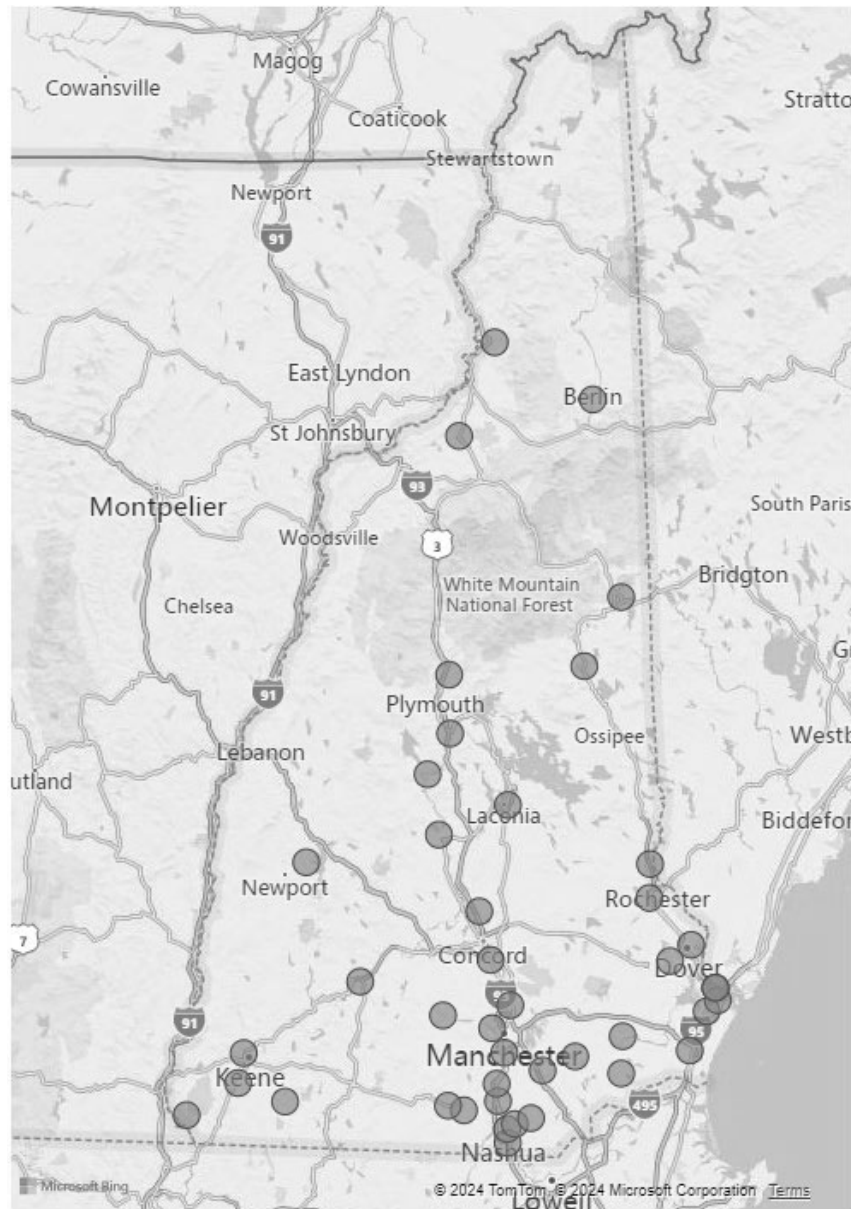 Magog
Cowansville
Stratto
Coaticook
Stewartstown
Newport
91
East Lyndon
Berlin
St Johnsbury
93
Montpelier
South Paris
Woodsville
3
White Mountain
National Forest
Bridgton
Chelsea
91
Plymouth
Ossipee
Westb
Lebanon
utland
Laconia
Biddefor
Newport
Rochester
7
Concord
Dover
93
91
95
Manchester
Keene
495
Nashua
Microsoft Bing
© 2024 TomTom, © 2024 Microsoft Corporation Terms
Lowell